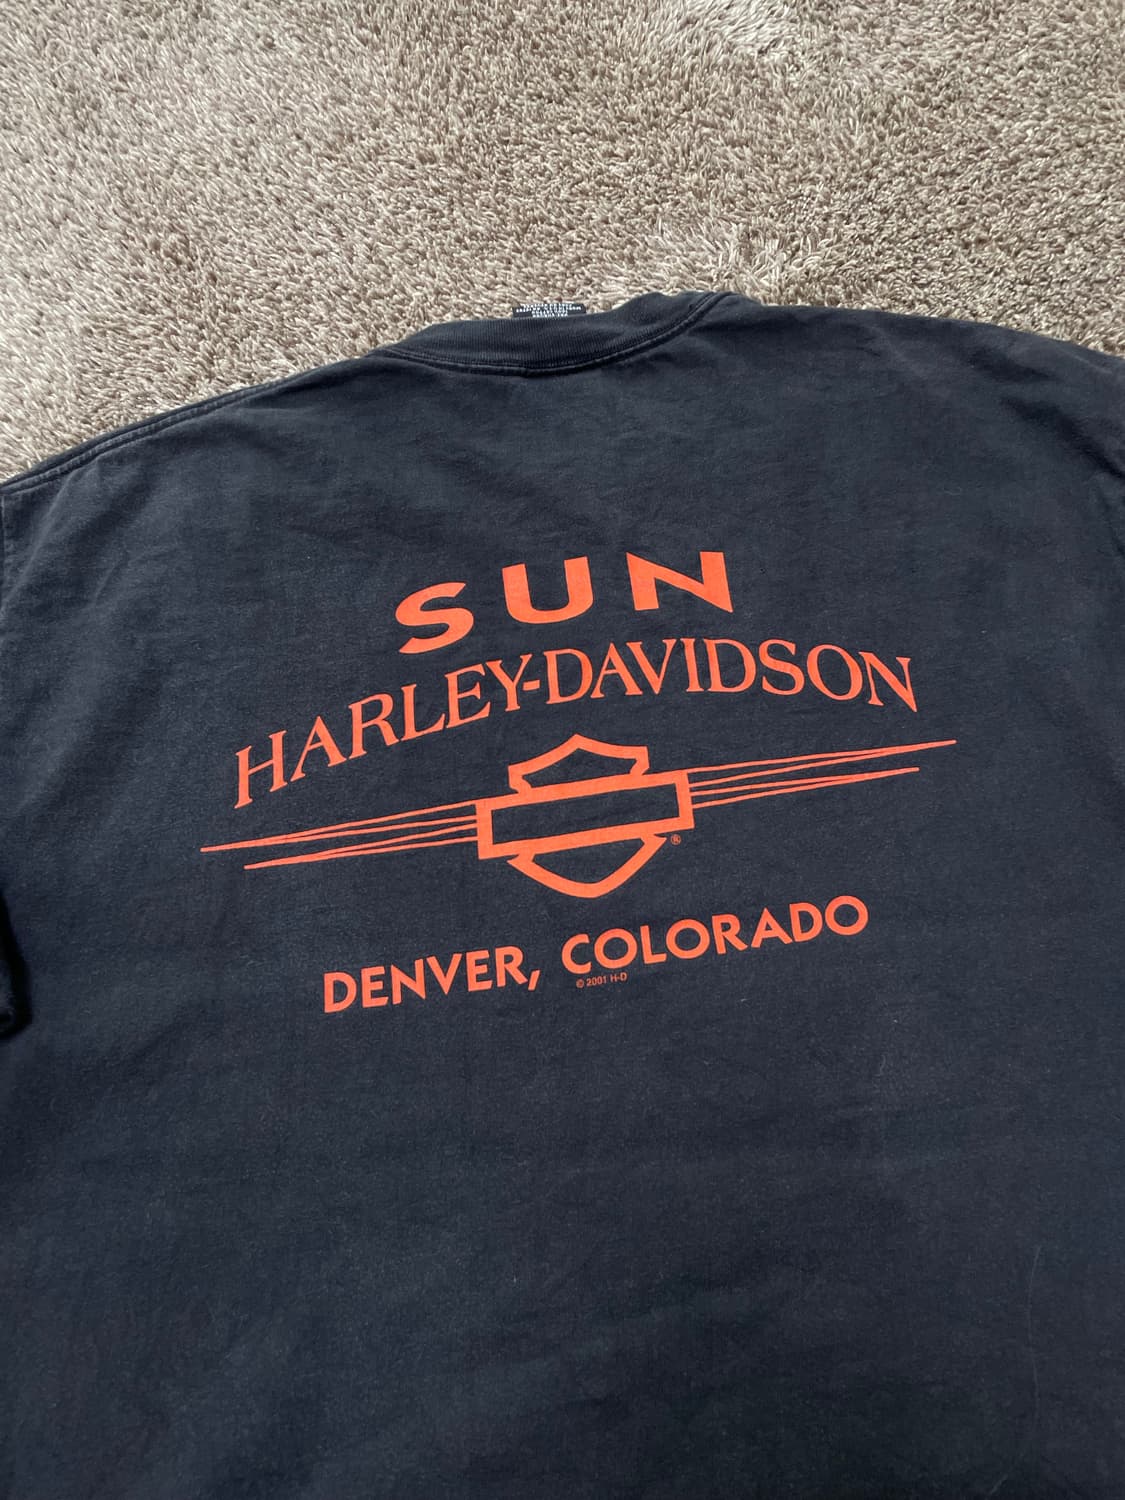 SUN
HARLEY-DAVIDSON
®
DENVER, COLORADO
© 2001 H-D